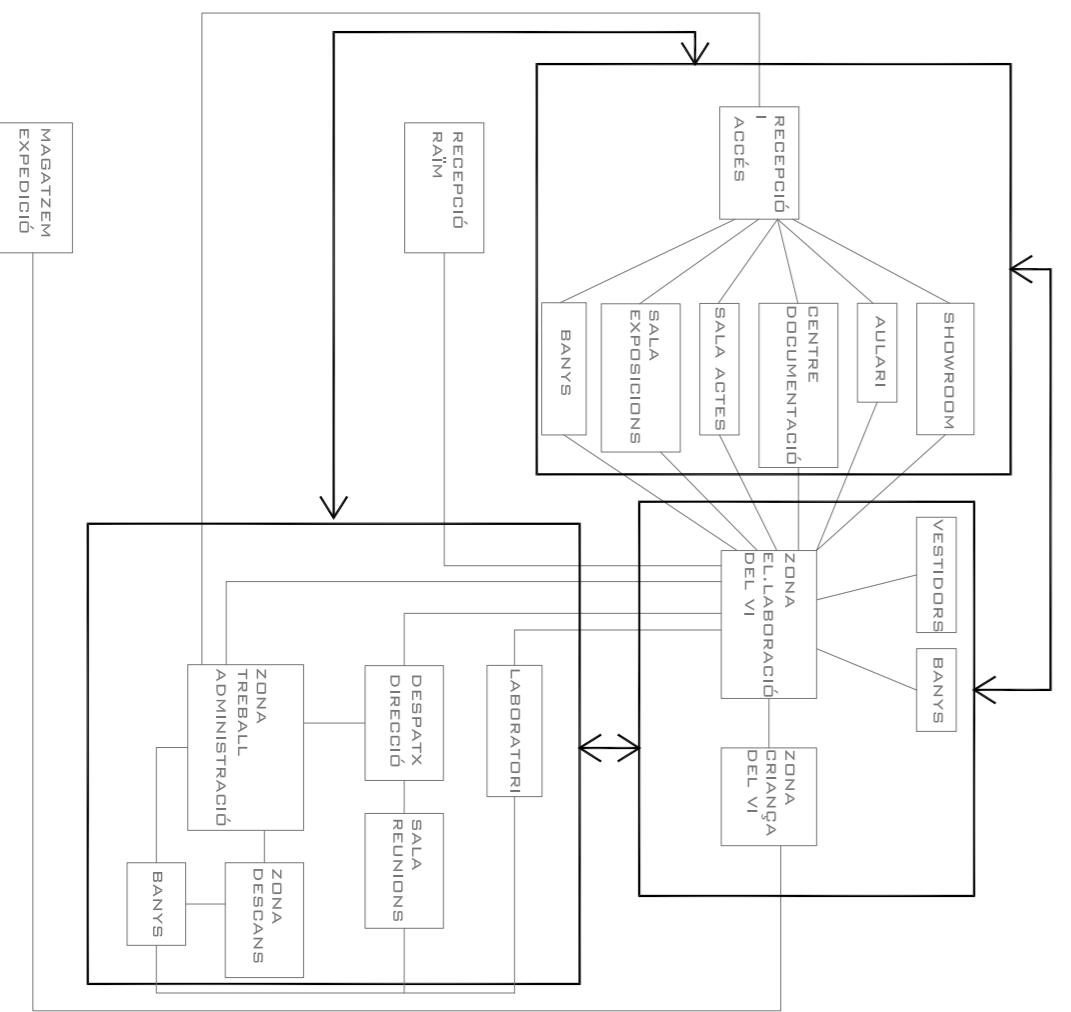 RECEPCIÓ
I
ACCÉS
SHOWROOM
AULARI
CENTRE
DOCUMENTACIÓ
SALA ACTES
SALA
EXPOSICIONS
BANYS
VESTIDORS
BANYS
ZONA
EL.LABORACIÓ
DEL VI
ZONA
CRIANÇA
DEL VI
RECEPCIÓ
RAÏM
LABORATORI
DESPATX
DIRECCIÓ
SALA
REUNIONS
ZONA
TREBALL
ADMINISTRACIÓ
ZONA
DESCANS
BANYS
MAGATZEM
EXPEDICIÓ